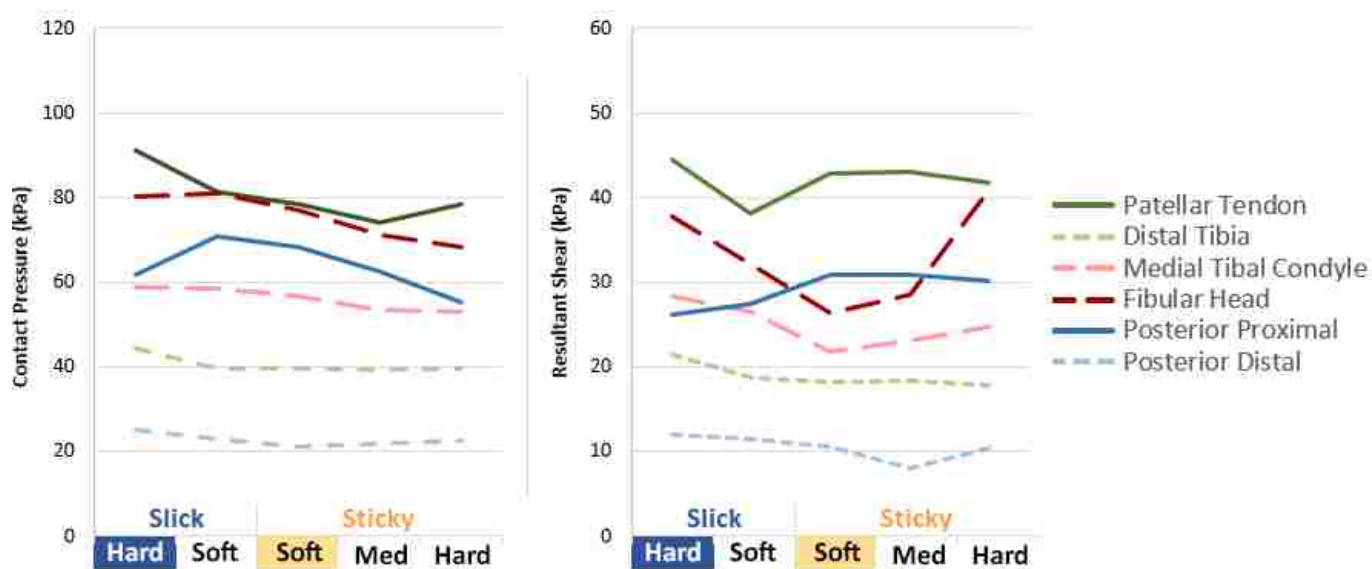 120
100
80
60
40
20
0
Contact Pressure (kPa)
Slick
Sticky
Hard
Soft
Soft
Med
Hard
60
50
40
30
20
10
0
Resultant Shear (kPa)
Slick
Sticky
Hard
Soft
Soft
Med
Hard
Patellar Tendon
Distal Tibia
Medial Tibal Condyle
Fibular Head
Posterior Proximal
Posterior Distal